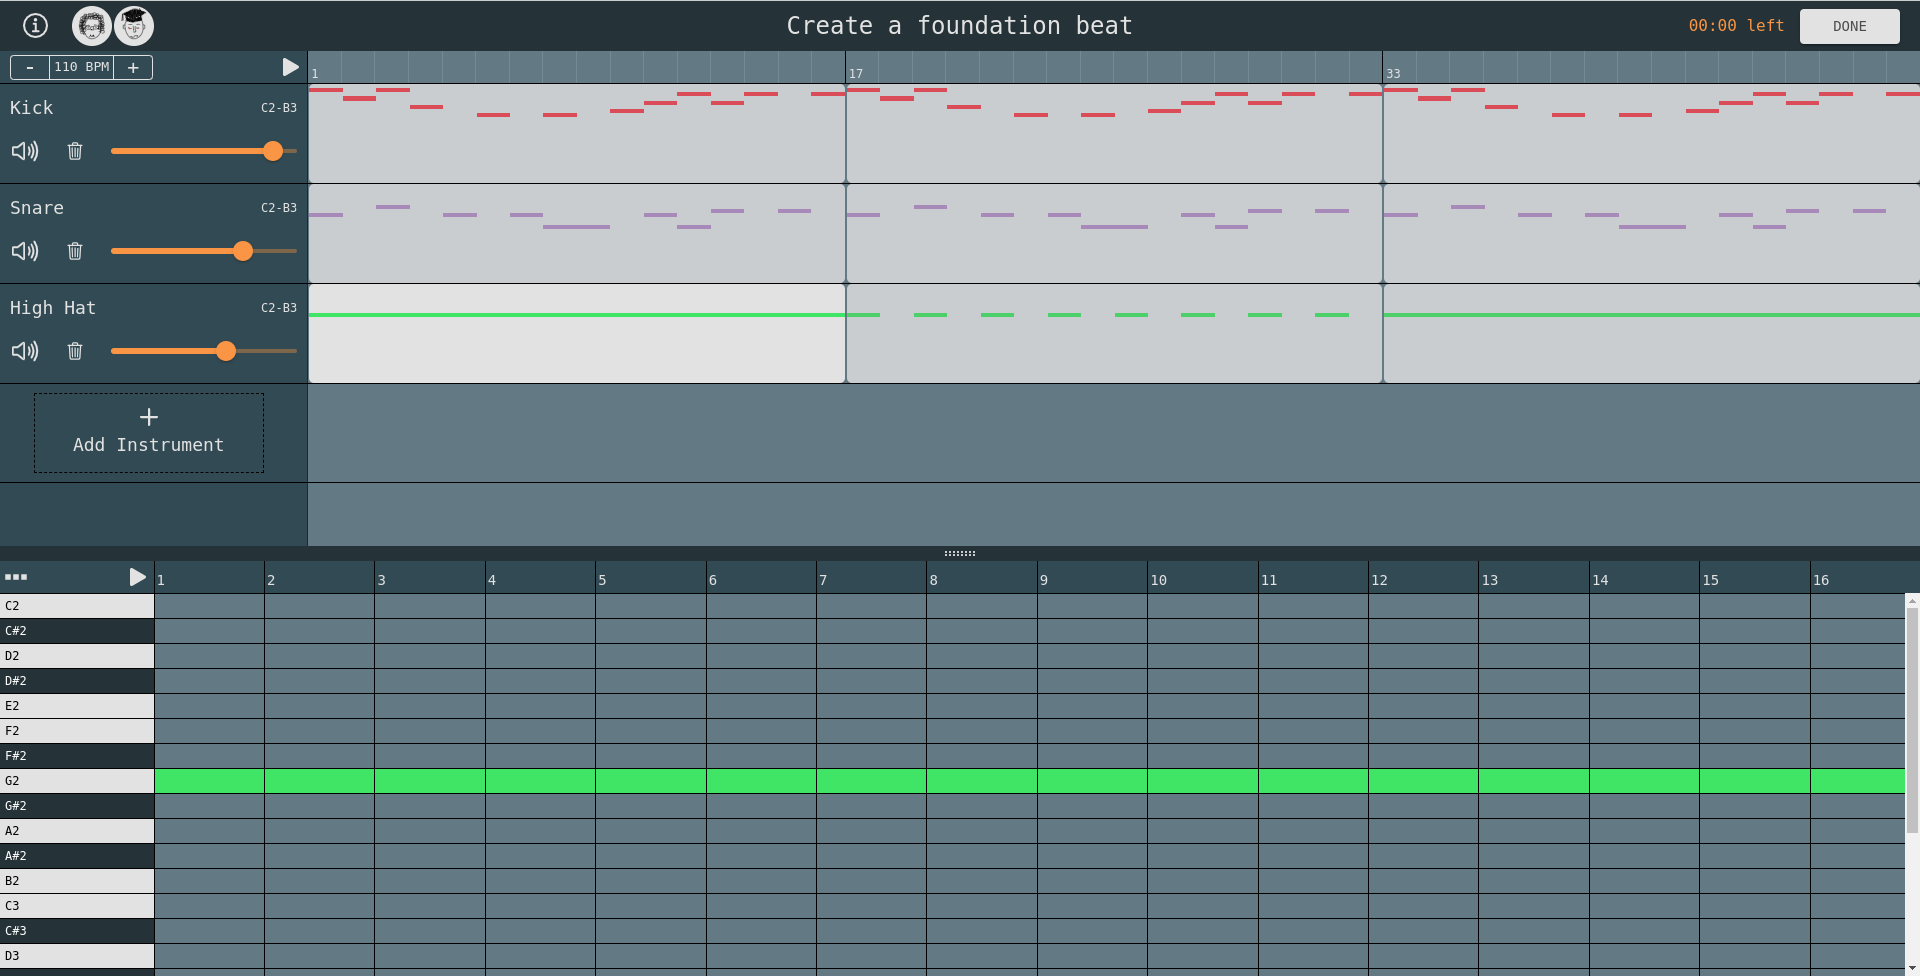 Create a foundation beat
00:00 left
DONE
- 110 BPM +
1 17 33
Kick C2-B3
Snare C2-B3
High Hat C2-B3
+
Add Instrument
1 2 3 4 5 6 7 8 9 10 11 12 13 14 15 16
C2
C#2
D2
D#2
E2
F2
F#2
G2
G#2
A2
A#2
B2
C3
C#3
D3